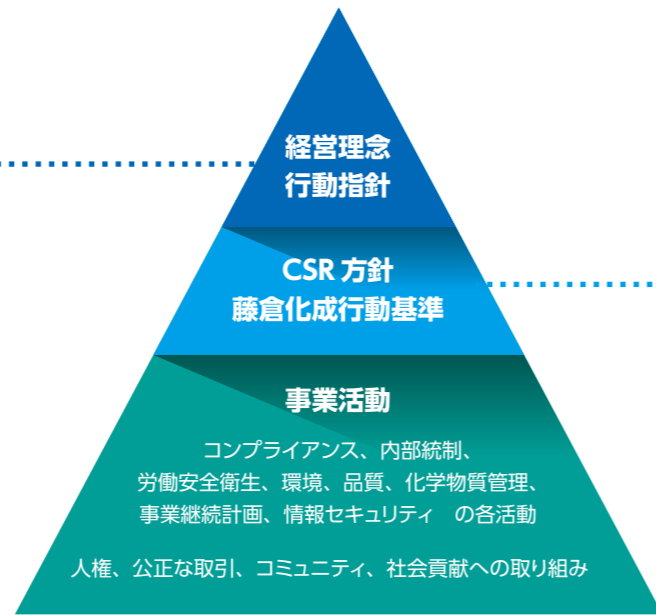 経営理念
行動指針
CSR 方針
藤倉化成行動基準
事業活動
コンプライアンス、内部統制、
労働安全衛生、環境、品質、化学物質管理、
事業継続計画、情報セキュリティ　の各活動
人権、公正な取引、コミュニティ、社会貢献への取り組み